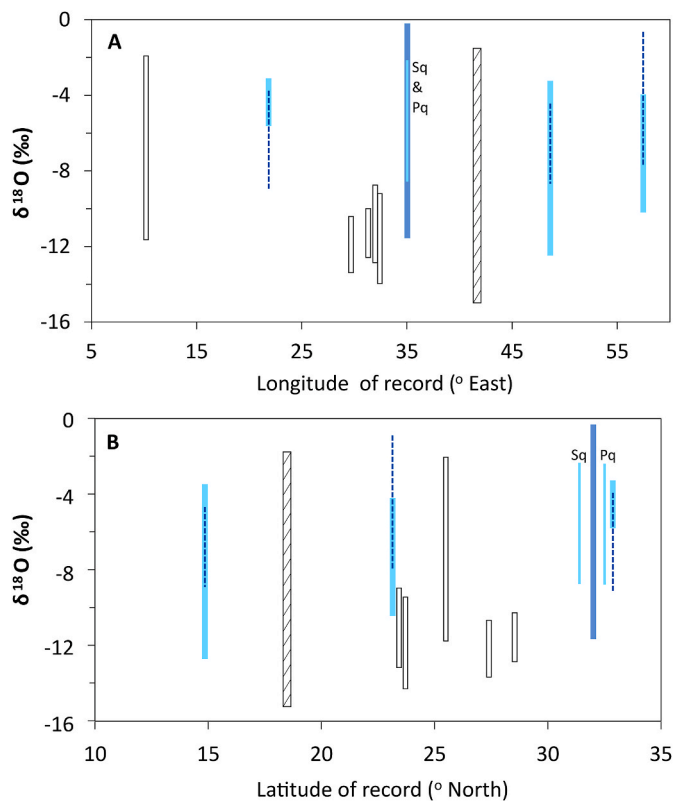 0
A
Sq
&
Pq
-4
-8
-12
-16
δ¹⁸O (‰)
5 15 25 35 45 55
Longitude of record (° East)
0
B
Sq Pq
-4
-8
-12
-16
δ¹⁸O (‰)
10 15 20 25 30 35
Latitude of record (° North)